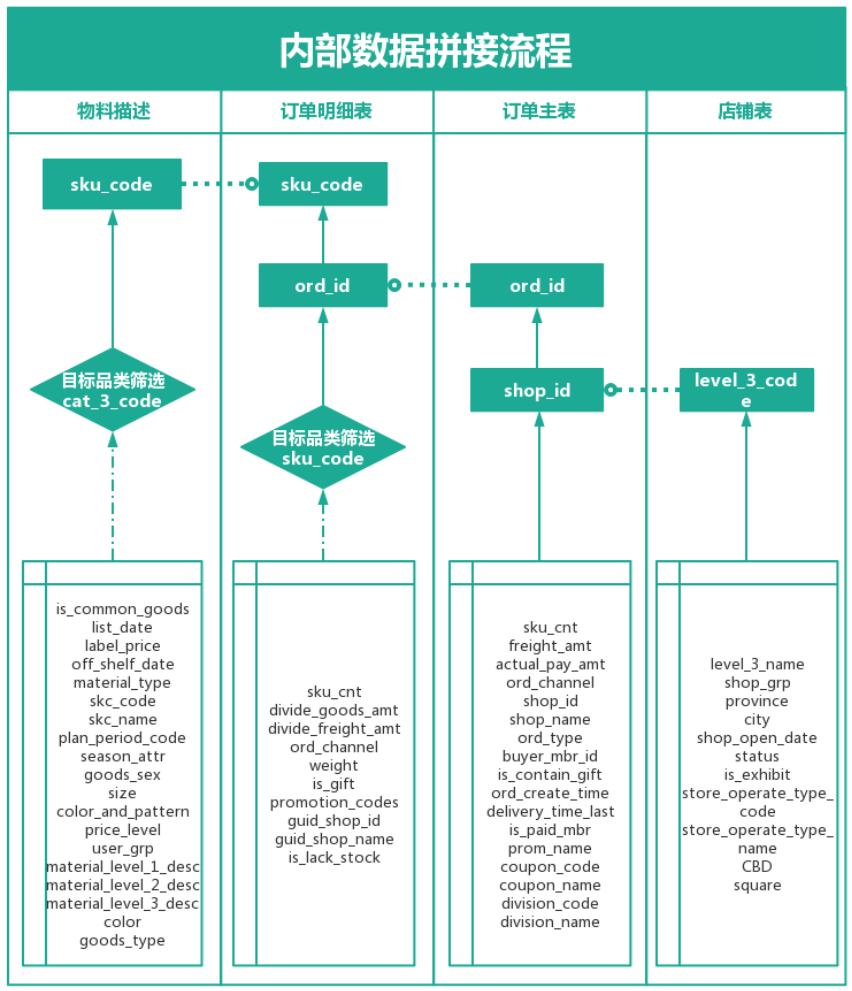 内部数据拼接流程
物料描述
订单明细表
订单主表
店铺表
sku_code
sku_code
ord_id
ord_id
目标品类筛选
cat_3_code
shop_id
level_3_cod
e
目标品类筛选
sku_code
is_common_goods
list_date
label_price
off_shelf_date
material_type
skc_code
skc_name
plan_period_code
season_attr
goods_sex
size
color_and_pattern
price_level
user_grp
material_level_1_desc
material_level_2_desc
material_level_3_desc
color
goods_type
sku_cnt
divide_goods_amt
divide_freight_amt
ord_channel
weight
is_gift
promotion_codes
guid_shop_id
guid_shop_name
is_lack_stock
sku_cnt
freight_amt
actual_pay_amt
ord_channel
shop_id
shop_name
ord_type
buyer_mbr_id
is_contain_gift
ord_create_time
delivery_time_last
is_paid_mbr
prom_name
coupon_code
coupon_name
division_code
division_name
level_3_name
shop_grp
province
city
shop_open_date
status
is_exhibit
store_operate_type_
code
store_operate_type_
name
CBD
square